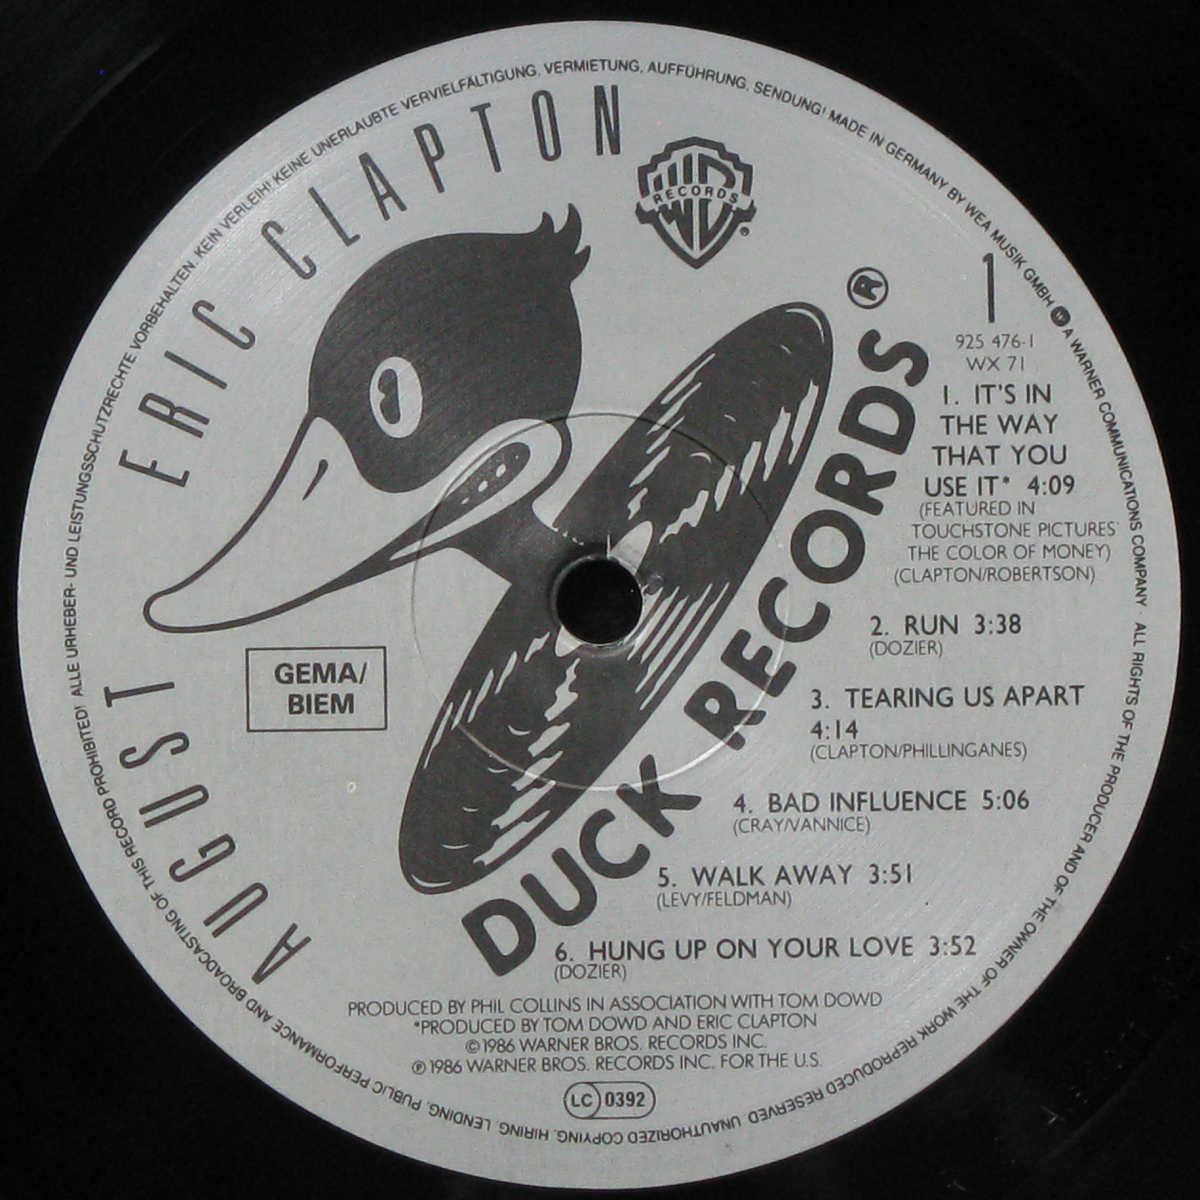 ERIC CLAPTON
AUGUST
RECORDS
®
DUCK RECORDS®
GEMA/
BIEM
1
925 476-1
WX 71
1. IT'S IN
THE WAY
THAT YOU
USE IT* 4:09
(FEATURED IN
TOUCHSTONE PICTURES'
THE COLOR OF MONEY)
(CLAPTON/ROBERTSON)
2. RUN 3:38
(DOZIER)
3. TEARING US APART
4:14
(CLAPTON/PHILLINGANES)
4. BAD INFLUENCE 5:06
(CRAY/VANNICE)
5. WALK AWAY 3:51
(LEVY/FELDMAN)
6. HUNG UP ON YOUR LOVE 3:52
(DOZIER)
PRODUCED BY PHIL COLLINS IN ASSOCIATION WITH TOM DOWD
*PRODUCED BY TOM DOWD AND ERIC CLAPTON
©1986 WARNER BROS. RECORDS INC.
℗1986 WARNER BROS. RECORDS INC. FOR THE U.S.
LC 0392
ALLE URHEBER- UND LEISTUNGSSCHUTZRECHTE VORBEHALTEN. KEIN VERLEIH! KEINE UNERLAUBTE VERVIELFÄLTIGUNG, VERMIETUNG, AUFFÜHRUNG, SENDUNG! MADE IN GERMANY BY WEA MUSIK GMBH A WARNER COMMUNICATIONS COMPANY · ALL RIGHTS OF THE PRODUCER AND OF THE OWNER OF THE WORK REPRODUCED RESERVED. UNAUTHORIZED COPYING, HIRING, LENDING, PUBLIC PERFORMANCE AND BROADCASTING OF THIS RECORD PROHIBITED!